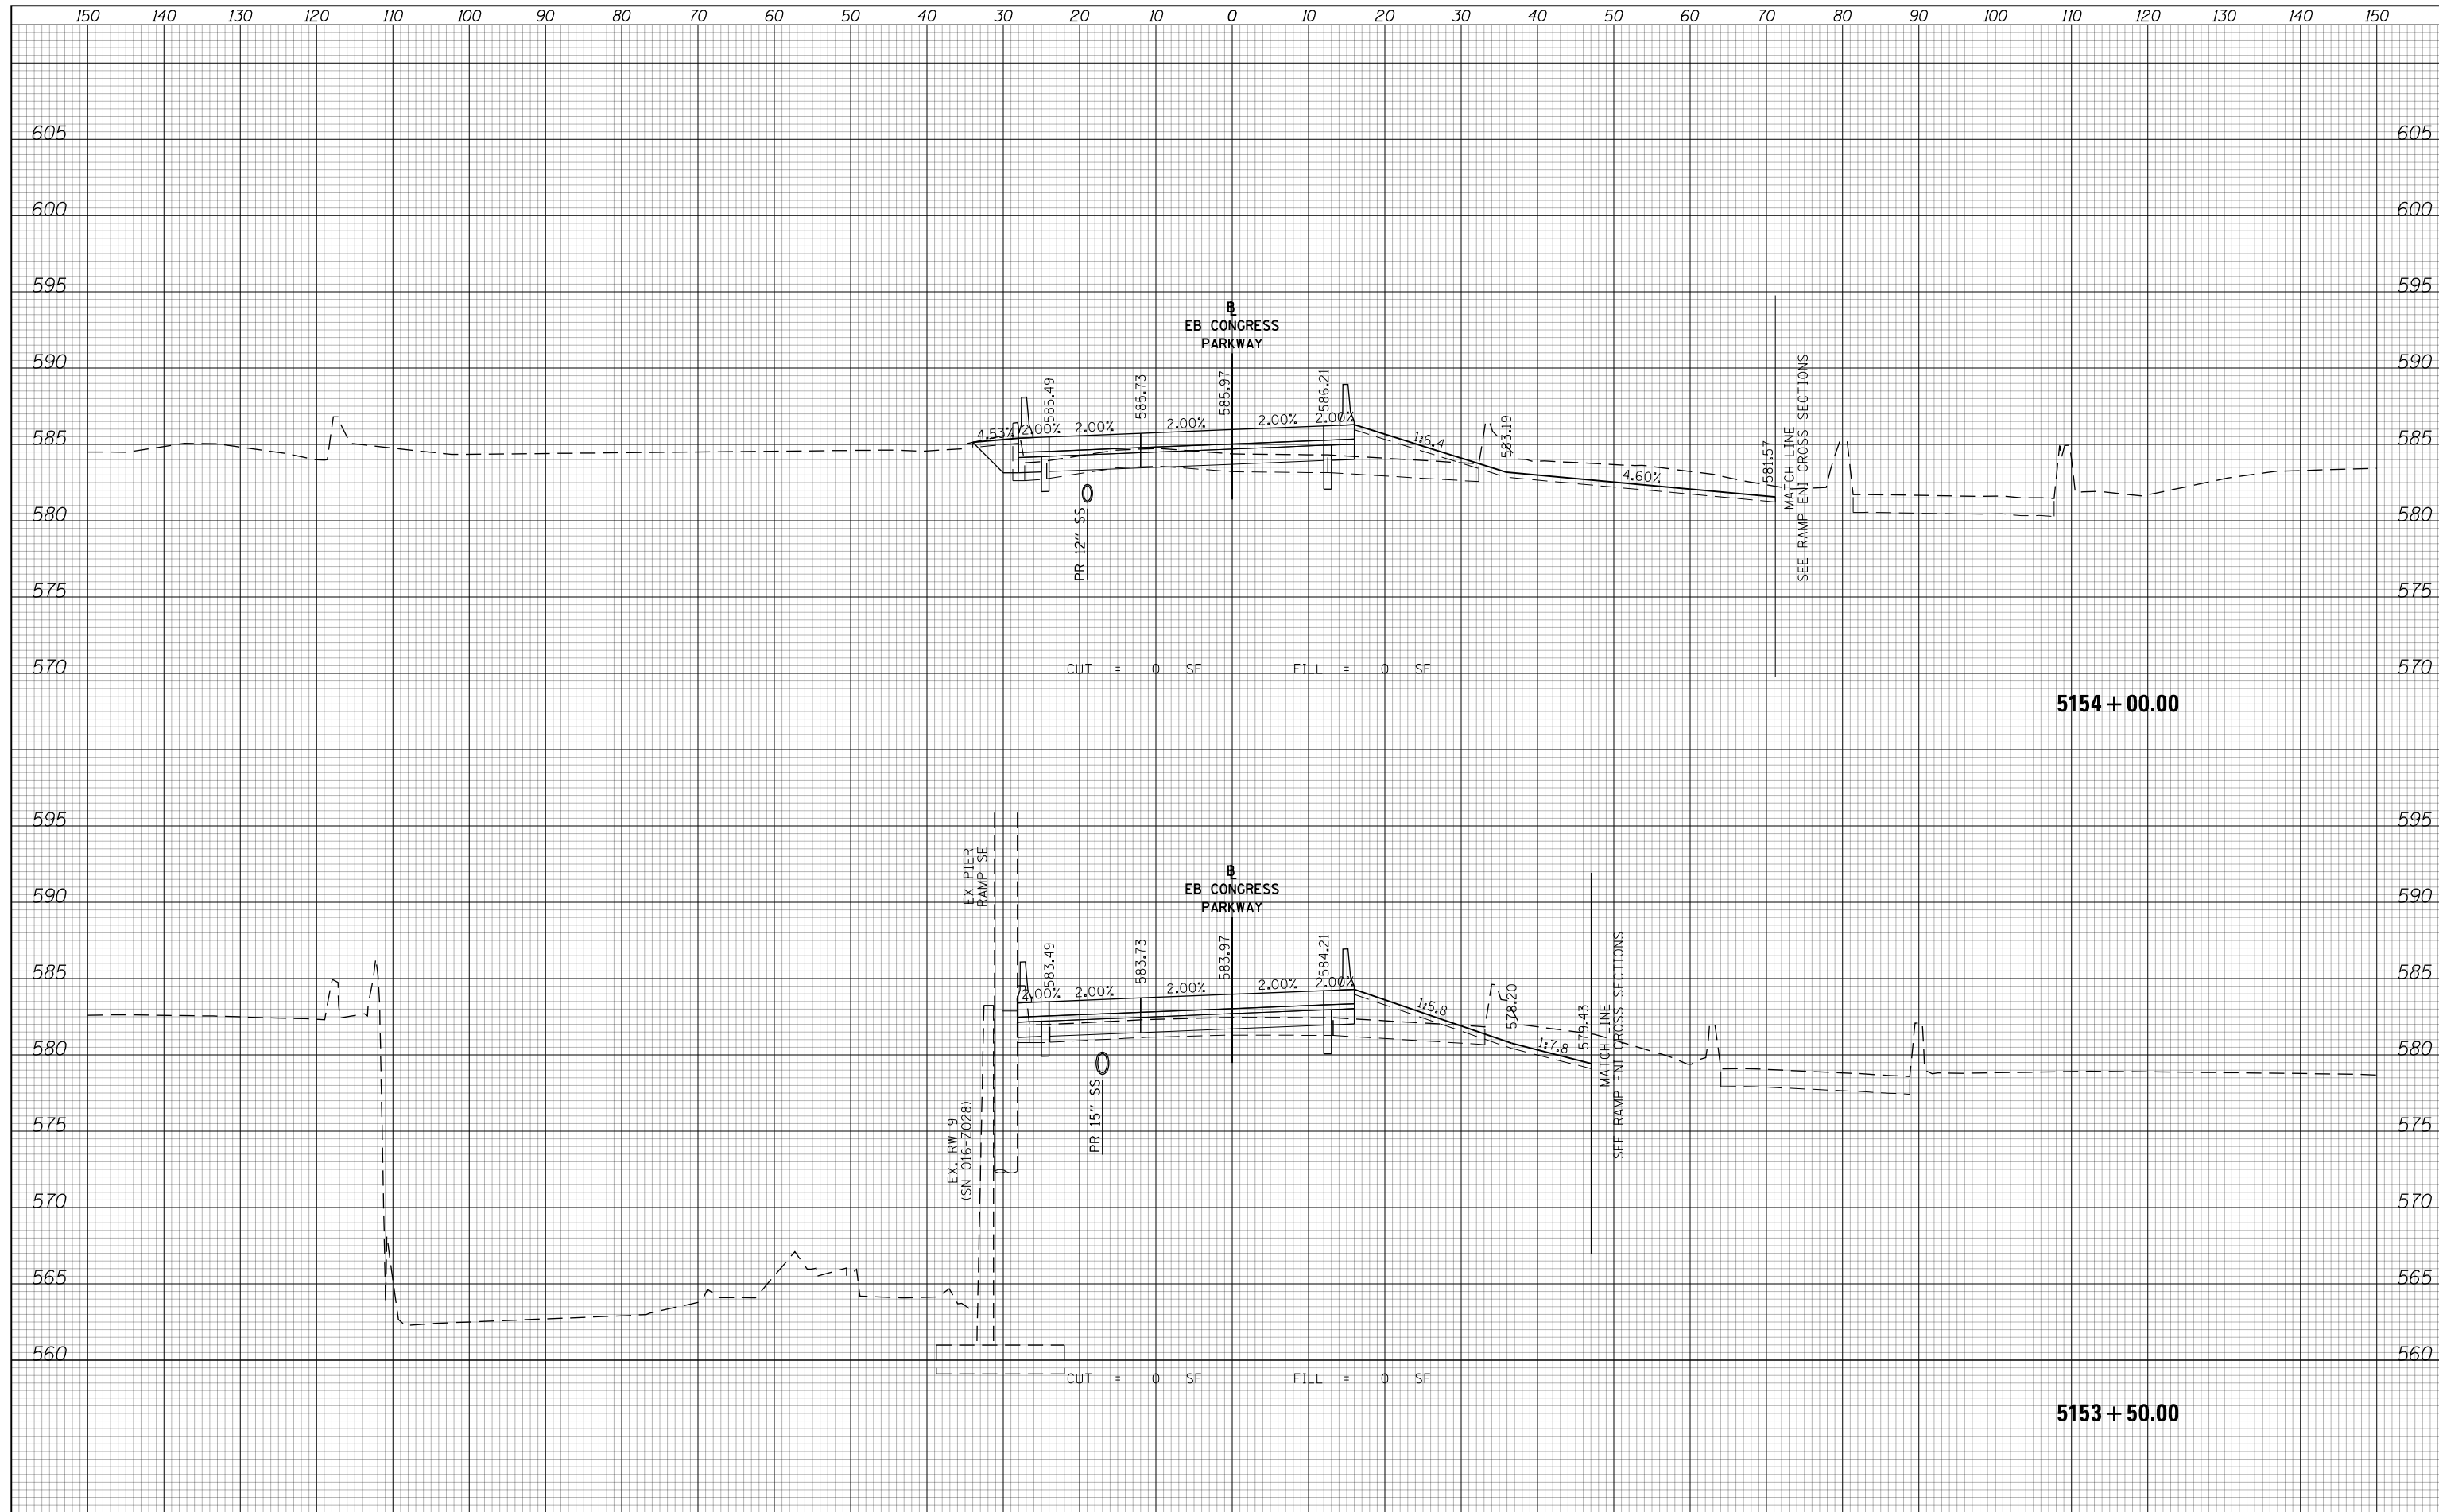 150 140 130 120 110 100 90 80 70 60 50 40 30 20 10 0 10 20 30 40 50 60 70 80 90 100 110 120 130 140 150
605 605
600 600
595 595
590 590
585 585
580 580
575 575
570 570
BL
EB CONGRESS
PARKWAY
585.49
585.73
585.97
586.21
583.19
581.57
4.53% 2.00% 2.00% 2.00% 2.00% 2.00%
1:6.4
4.60%
MATCH LINE
SEE RAMP ENI CROSS SECTIONS
PR 12" SS
CUT = 0 SF FILL = 0 SF
5154+00.00
595 595
590 590
585 585
580 580
575 575
570 570
565 565
560 560
EX PIER
RAMP SE
BL
EB CONGRESS
PARKWAY
583.49
583.73
583.97
584.21
578.20
579.43
2.00% 2.00% 2.00% 2.00% 2.00%
1:5.8
1:7.8
MATCH LINE
SEE RAMP ENI CROSS SECTIONS
PR 15" SS
EX. RW 9
(SN 016-Z028)
CUT = 0 SF FILL = 0 SF
5153+50.00